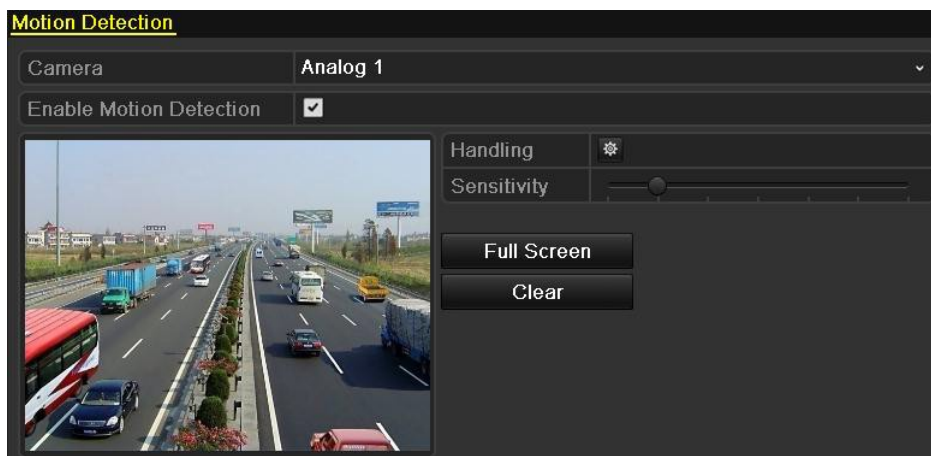 Motion Detection
Camera
Analog 1
Enable Motion Detection
Handling
Sensitivity
Full Screen
Clear